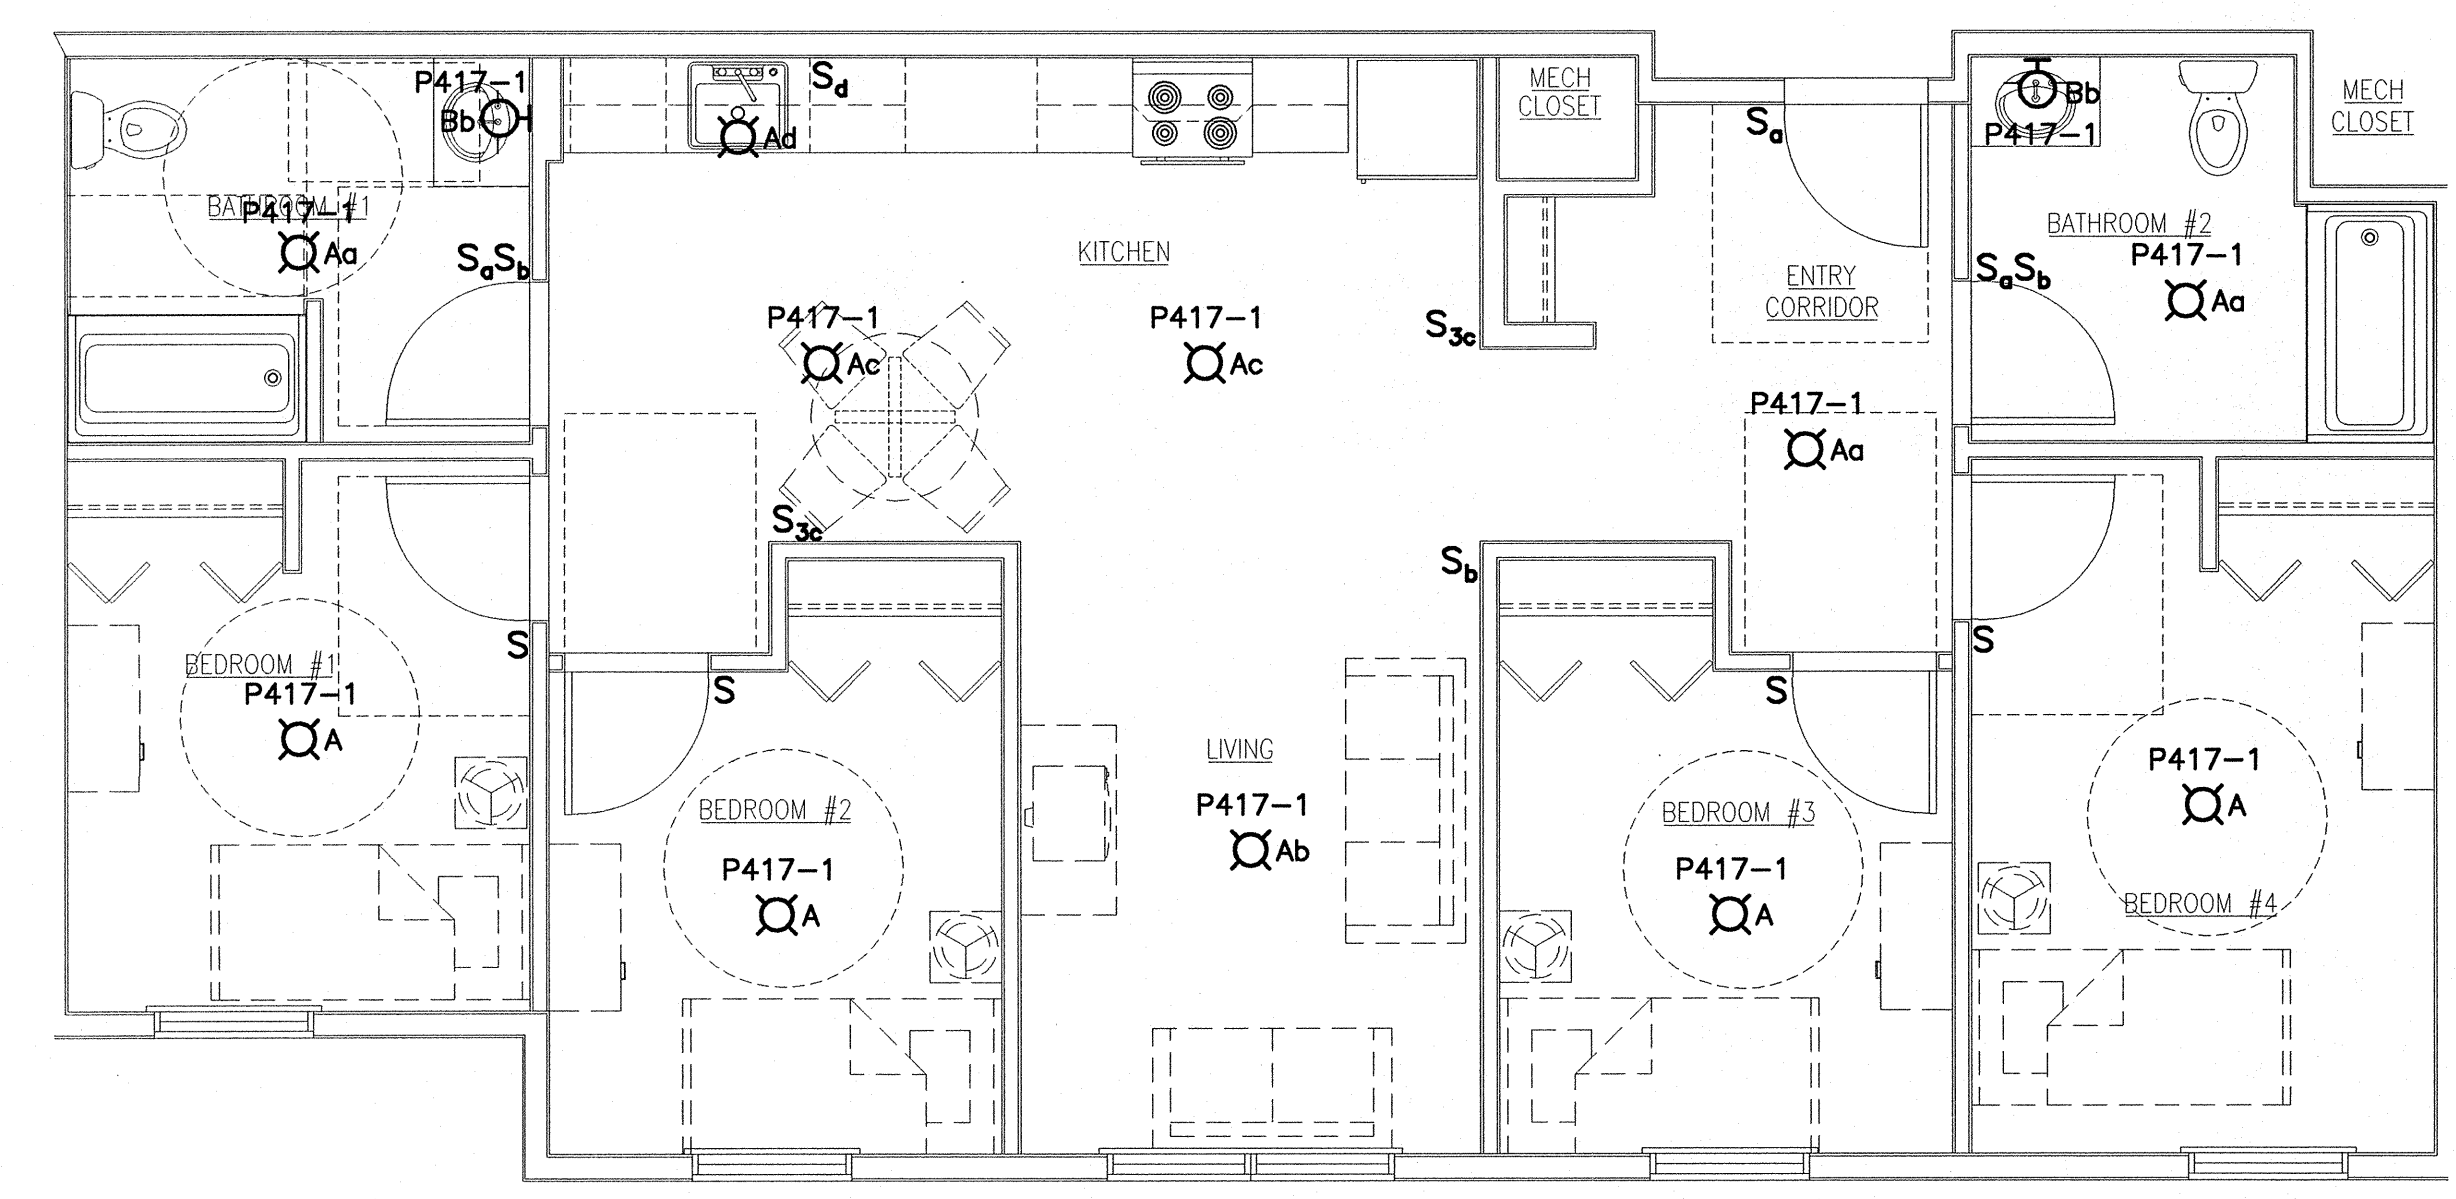 P417-1
Bb
Sd
Ad
MECH
CLOSET
Sa
Bb
P417-1
MECH
CLOSET
BATHROOM #1
P417-1
Aa
SaSb
KITCHEN
ENTRY
CORRIDOR
BATHROOM #2
P417-1
Aa
SaSb
P417-1
Ac
P417-1
Ac
S3c
P417-1
Aa
S3c
Sb
S
BEDROOM #1
P417-1
A
S
LIVING
P417-1
Ab
S
S
BEDROOM #2
P417-1
A
BEDROOM #3
P417-1
A
P417-1
A
BEDROOM #4